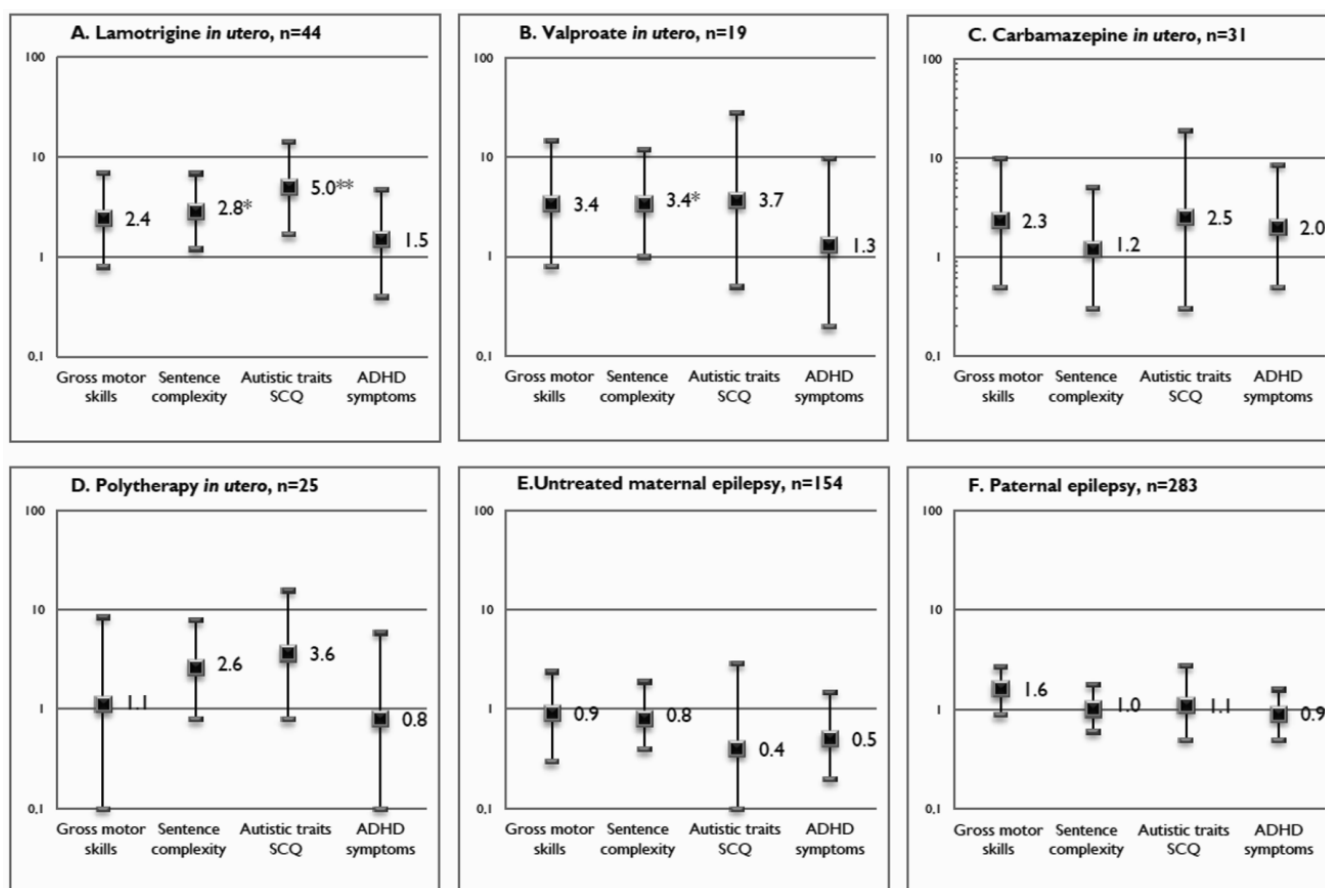 A. Lamotrigine in utero, n=44
100
10
1
0,1
2.4
2.8*
5.0**
1.5
Gross motor skills
Sentence complexity
Autistic traits SCQ
ADHD symptoms
B. Valproate in utero, n=19
100
10
1
0,1
3.4
3.4*
3.7
1.3
Gross motor skills
Sentence complexity
Autistic traits SCQ
ADHD symptoms
C. Carbamazepine in utero, n=31
100
10
1
0,1
2.3
1.2
2.5
2.0
Gross motor skills
Sentence complexity
Autistic traits SCQ
ADHD symptoms
D. Polytherapy in utero, n=25
100
10
1
0,1
1.1
2.6
3.6
0.8
Gross motor skills
Sentence complexity
Autistic traits SCQ
ADHD symptoms
E.Untreated maternal epilepsy, n=154
100
10
1
0,1
0.9
0.8
0.4
0.5
Gross motor skills
Sentence complexity
Autistic traits SCQ
ADHD symptoms
F. Paternal epilepsy, n=283
100
10
1
0,1
1.6
1.0
1.1
0.9
Gross motor skills
Sentence complexity
Autistic traits SCQ
ADHD symptoms